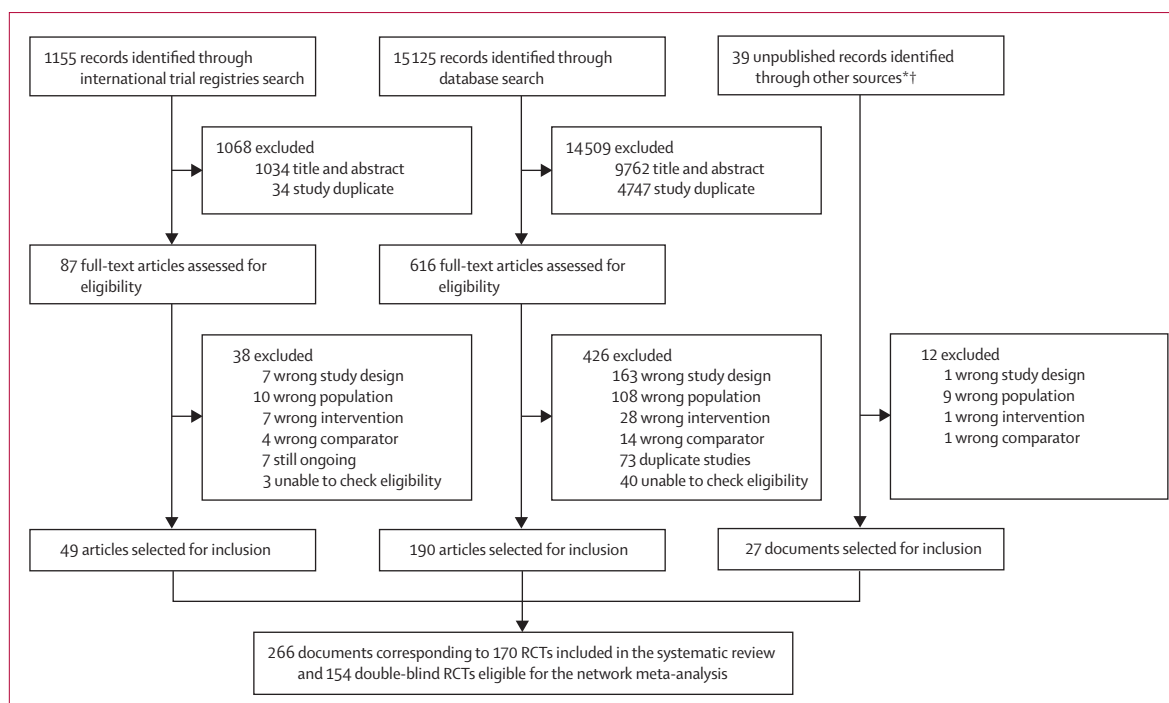 1155 records identified through
international trial registries search
15 125 records identified through
database search
39 unpublished records identified
through other sources*†
1068 excluded
1034 title and abstract
34 study duplicate
14 509 excluded
9762 title and abstract
4747 study duplicate
87 full-text articles assessed for
eligibility
616 full-text articles assessed for
eligibility
38 excluded
7 wrong study design
10 wrong population
7 wrong intervention
4 wrong comparator
7 still ongoing
3 unable to check eligibility
426 excluded
163 wrong study design
108 wrong population
28 wrong intervention
14 wrong comparator
73 duplicate studies
40 unable to check eligibility
12 excluded
1 wrong study design
9 wrong population
1 wrong intervention
1 wrong comparator
49 articles selected for inclusion
190 articles selected for inclusion
27 documents selected for inclusion
266 documents corresponding to 170 RCTs included in the systematic review
and 154 double-blind RCTs eligible for the network meta-analysis